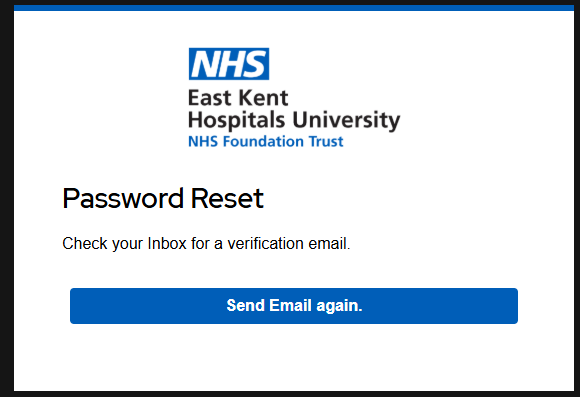 NHS
East Kent
Hospitals University
NHS Foundation Trust
Password Reset
Check your Inbox for a verification email.
Send Email again.